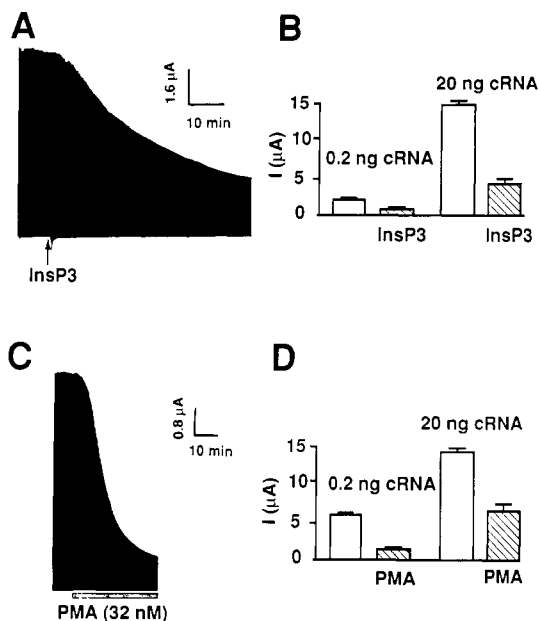 A
1.6 µA
10 min
InsP3
B
20 ng cRNA
0.2 ng cRNA
I (µA)
15
10
5
0
InsP3
InsP3
C
0.8 µA
10 min
PMA (32 nM)
D
20 ng cRNA
0.2 ng cRNA
I (µA)
15
10
5
0
PMA
PMA